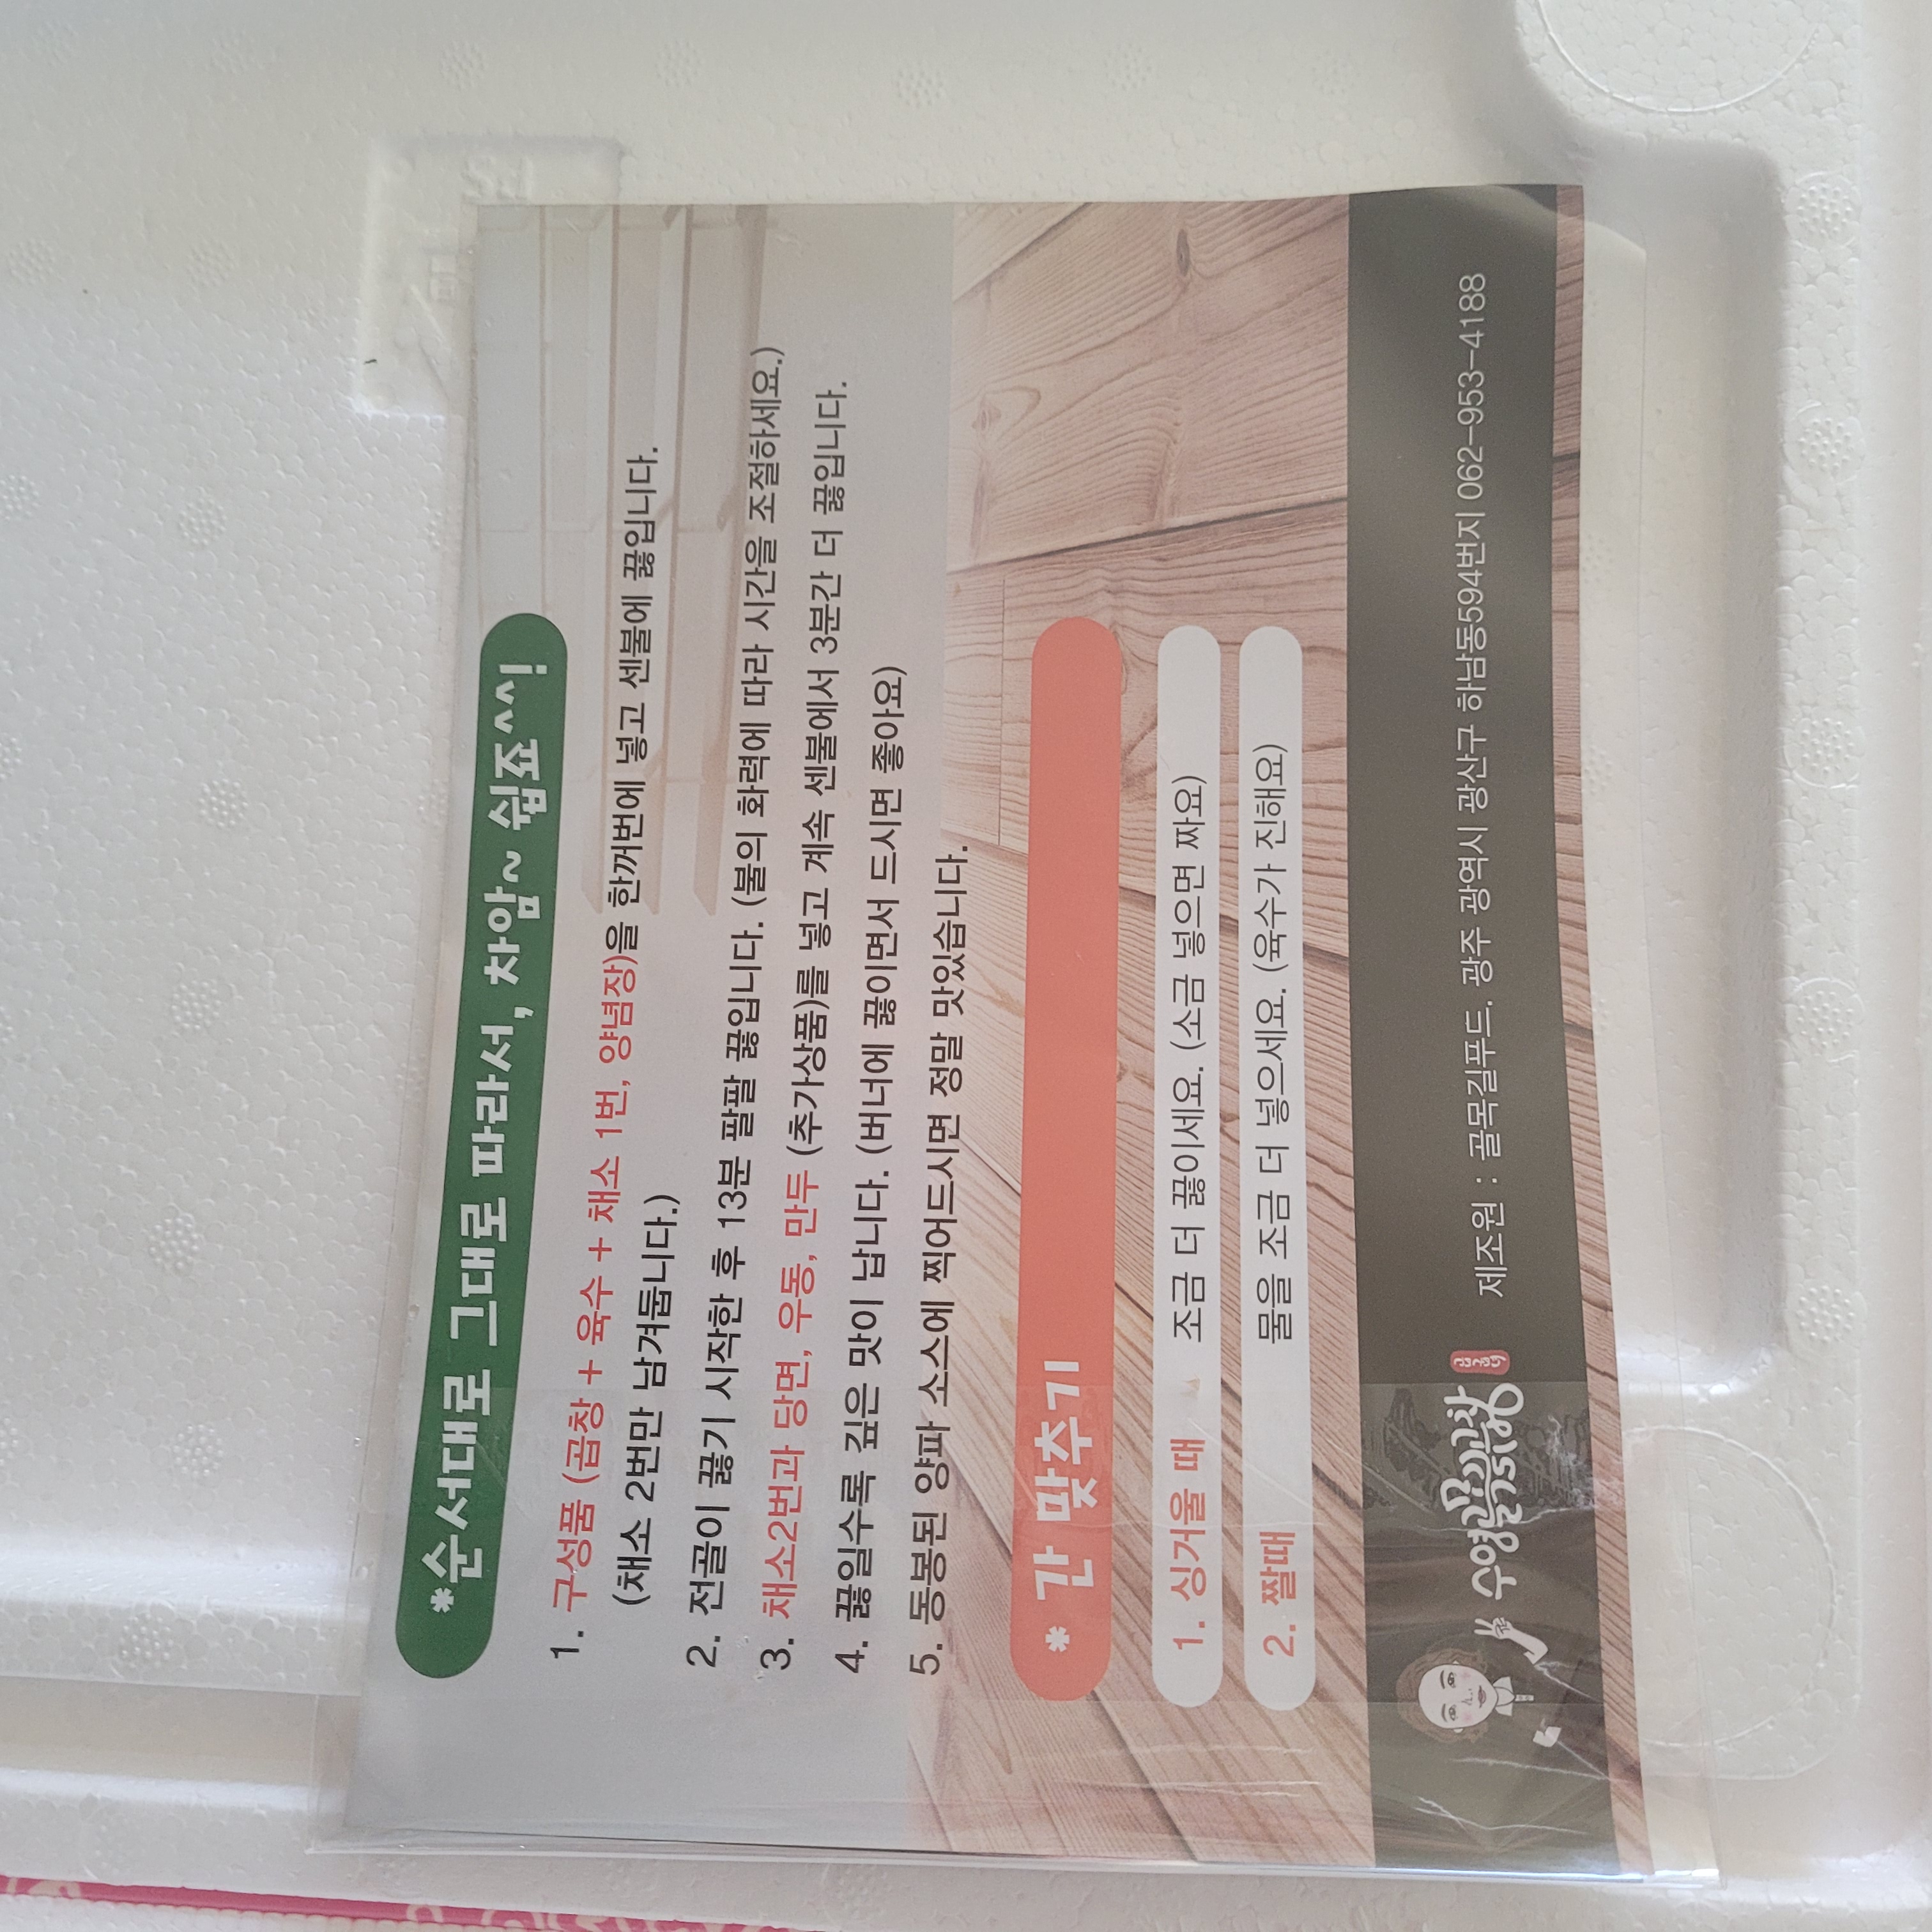 *순서대로 그대로 따라서, 차암~ 쉽죠^^!
1. 구성품 (곱창 + 육수 + 채소 1번, 양념장)을 한꺼번에 넣고 센불에 끓입니다.
(채소 2번만 남겨둡니다.)
2. 전골이 끓기 시작한 후 13분 팔팔 끓입니다. (불의 화력에 따라 시간을 조절하세요.)
3. 채소2번과 당면, 우동, 만두 (추가상품)를 넣고 계속 센불에서 3분간 더 끓입니다.
4. 끓일수록 깊은 맛이 납니다. (버너에 끓이면서 드시면 좋아요)
5. 동봉된 양파 소스에 찍어드시면 정말 맛있습니다.
* 간 맞추기
1. 싱거울 때 조금 더 끓이세요. (소금 넣으면 짜요)
2. 짤때 물을 조금 더 넣으세요. (육수가 진해요)
제조원 : 골목길푸드. 광주 광역시 광산구 하남동594번지 062-953-4188